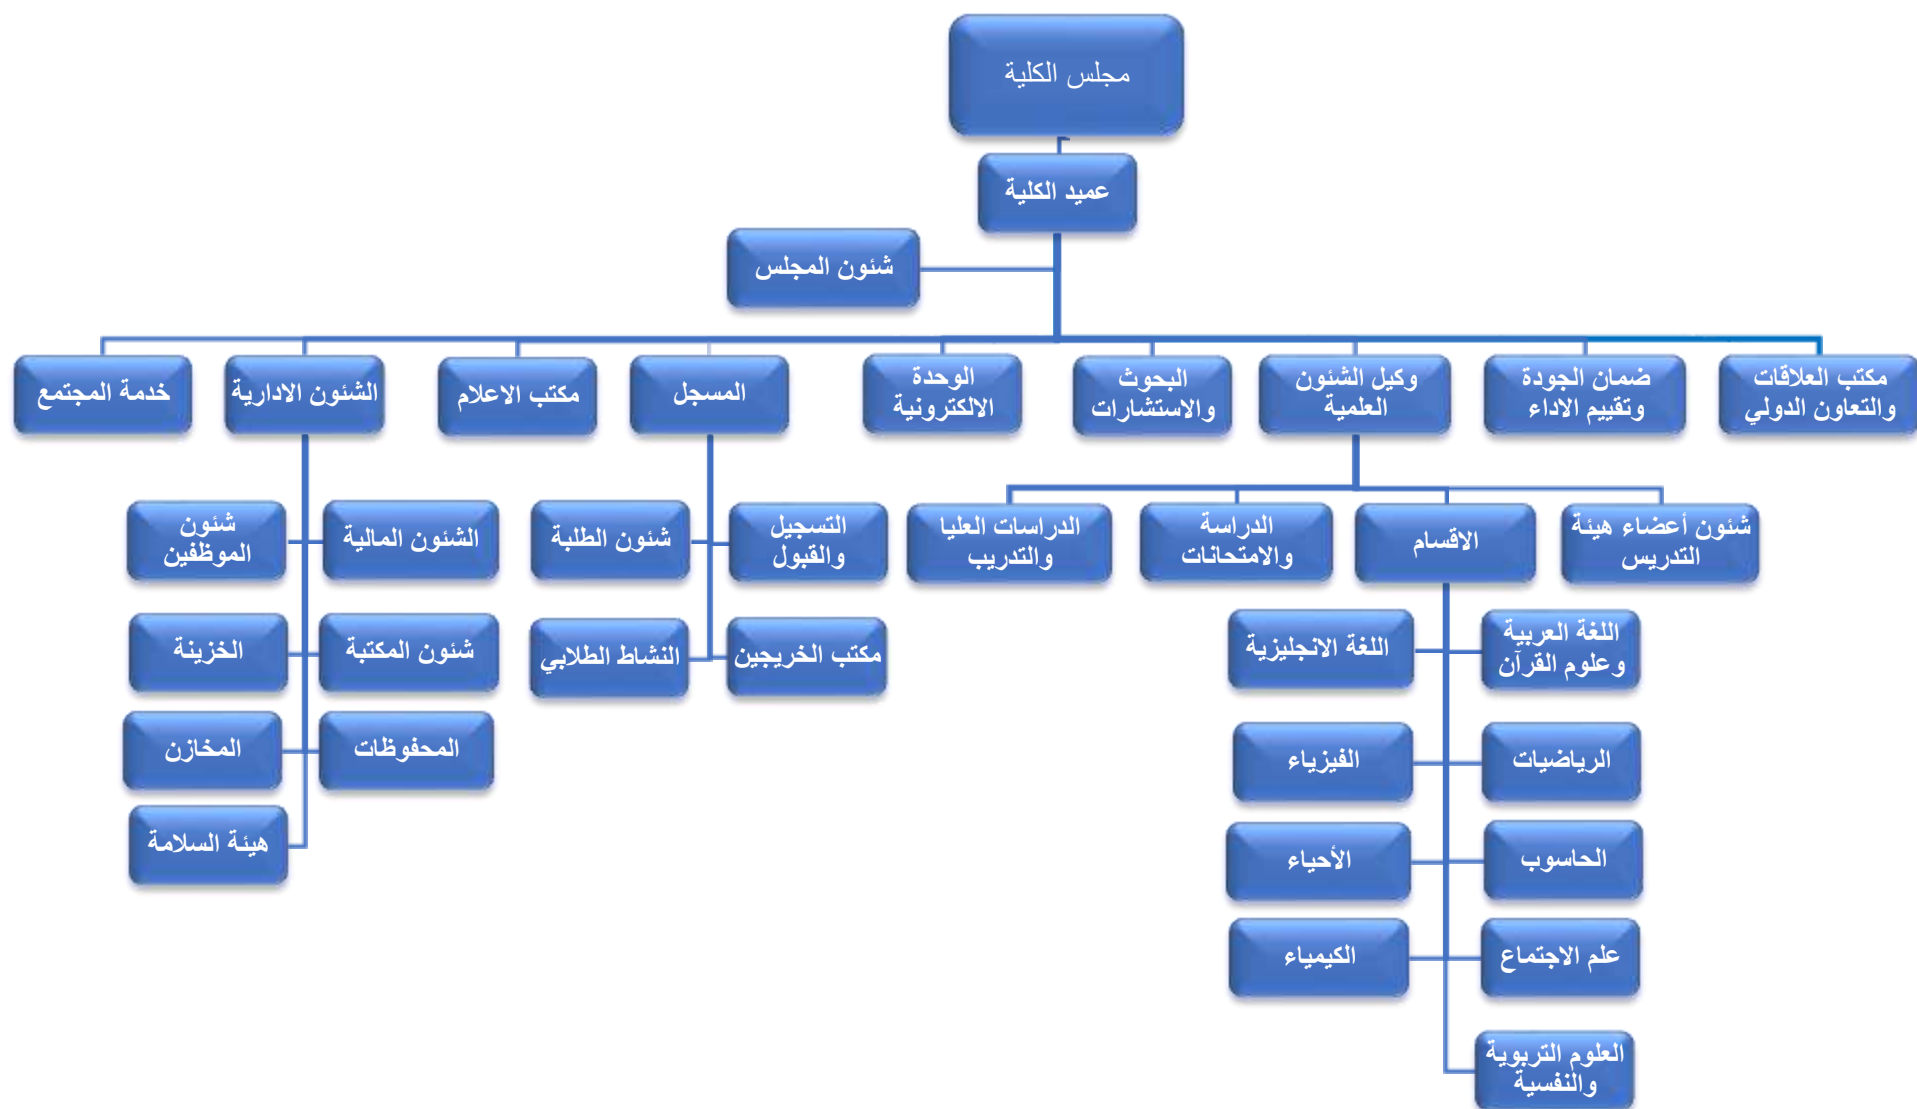 مجلس الكلية
عميد الكلية
شئون المجلس
مكتب العلاقات
والتعاون الدولي
ضمان الجودة
وتقييم الاداء
وكيل الشئون
العلمية
البحوث
والاستشارات
الوحدة
الالكترونية
المسجل
مكتب الاعلام
الشئون الادارية
خدمة المجتمع
شئون أعضاء هيئة
التدريس
الاقسام
الدراسة
والامتحانات
الدراسات العليا
والتدريب
التسجيل
والقبول
شئون الطلبة
الشئون المالية
شئون
الموظفين
اللغة العربية
وعلوم القرآن
اللغة الانجليزية
مكتب الخريجين
النشاط الطلابي
شئون المكتبة
الخزينة
الرياضيات
الفيزياء
المحفوظات
المخازن
الحاسوب
الأحياء
هيئة السلامة
علم الاجتماع
الكيمياء
العلوم التربوية
والنفسية